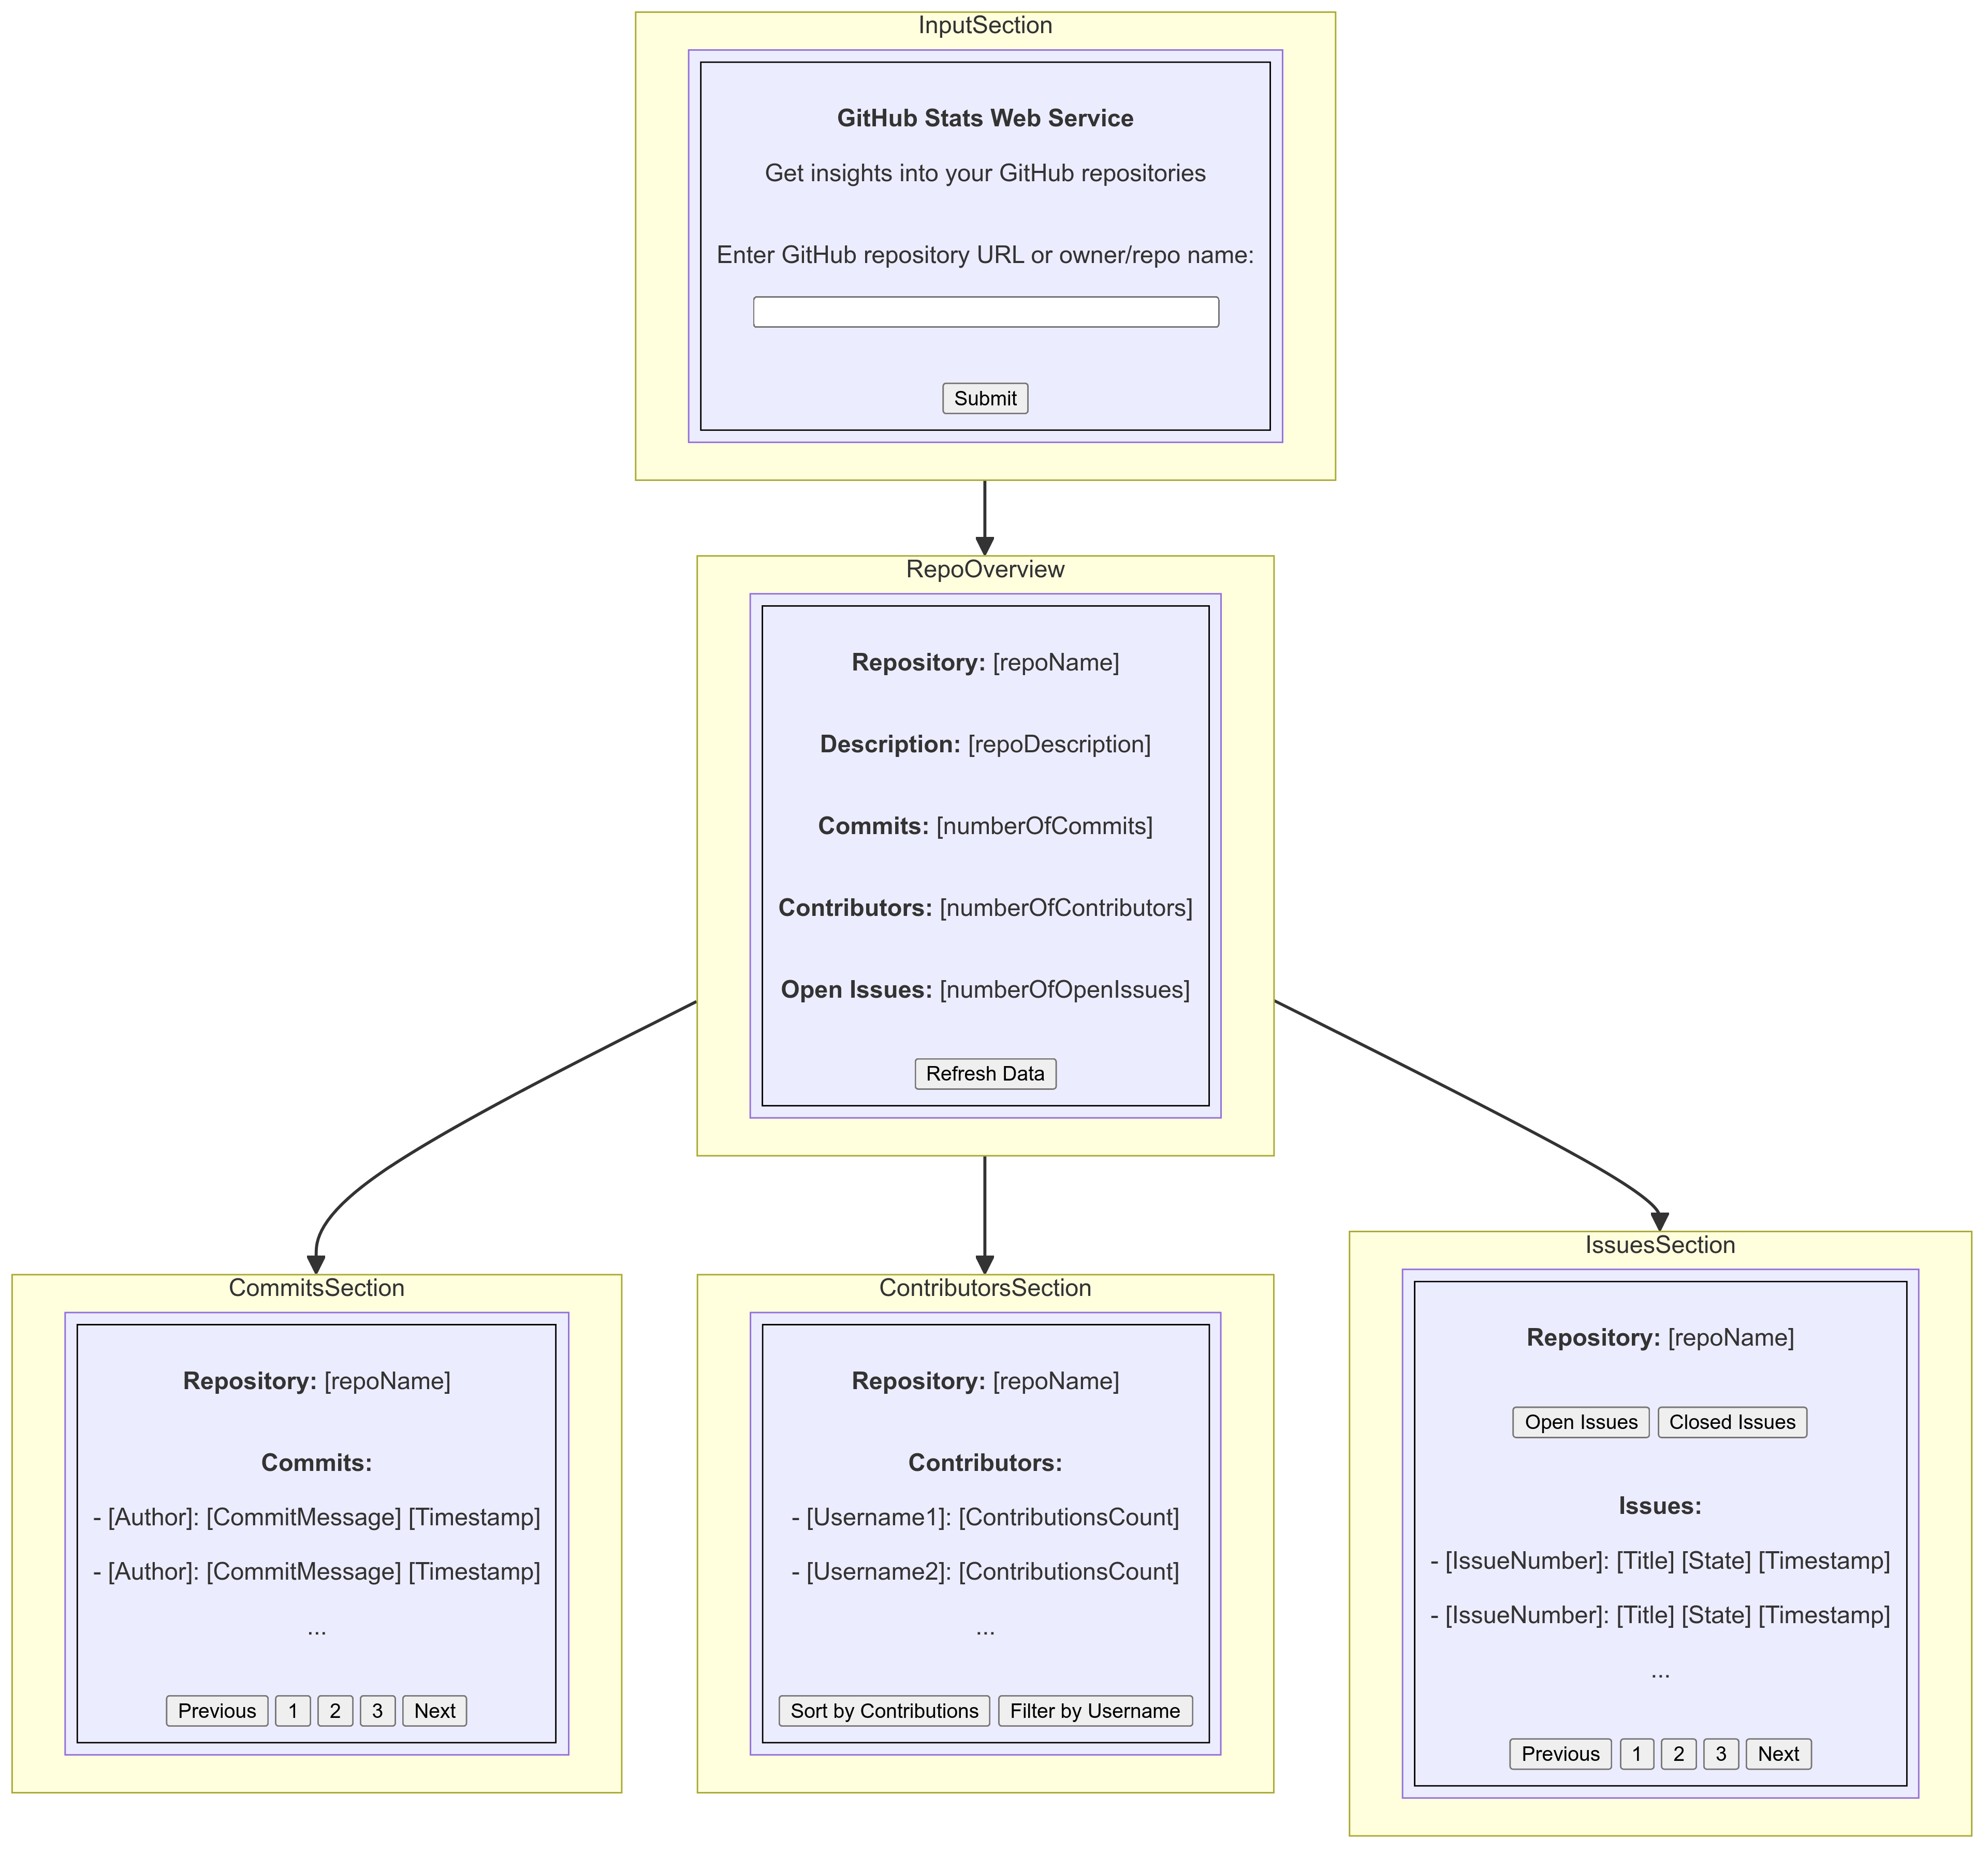 InputSection
GitHub Stats Web Service
Get insights into your GitHub repositories
Enter GitHub repository URL or owner/repo name:
Submit
RepoOverview
Repository: [repoName]
Description: [repoDescription]
Commits: [numberOfCommits]
Contributors: [numberOfContributors]
Open Issues: [numberOfOpenIssues]
Refresh Data
CommitsSection
Repository: [repoName]
Commits:
- [Author]: [CommitMessage] [Timestamp]
- [Author]: [CommitMessage] [Timestamp]
...
Previous 1 2 3 Next
ContributorsSection
Repository: [repoName]
Contributors:
- [Username1]: [ContributionsCount]
- [Username2]: [ContributionsCount]
...
Sort by Contributions Filter by Username
IssuesSection
Repository: [repoName]
Open Issues Closed Issues
Issues:
- [IssueNumber]: [Title] [State] [Timestamp]
- [IssueNumber]: [Title] [State] [Timestamp]
...
Previous 1 2 3 Next